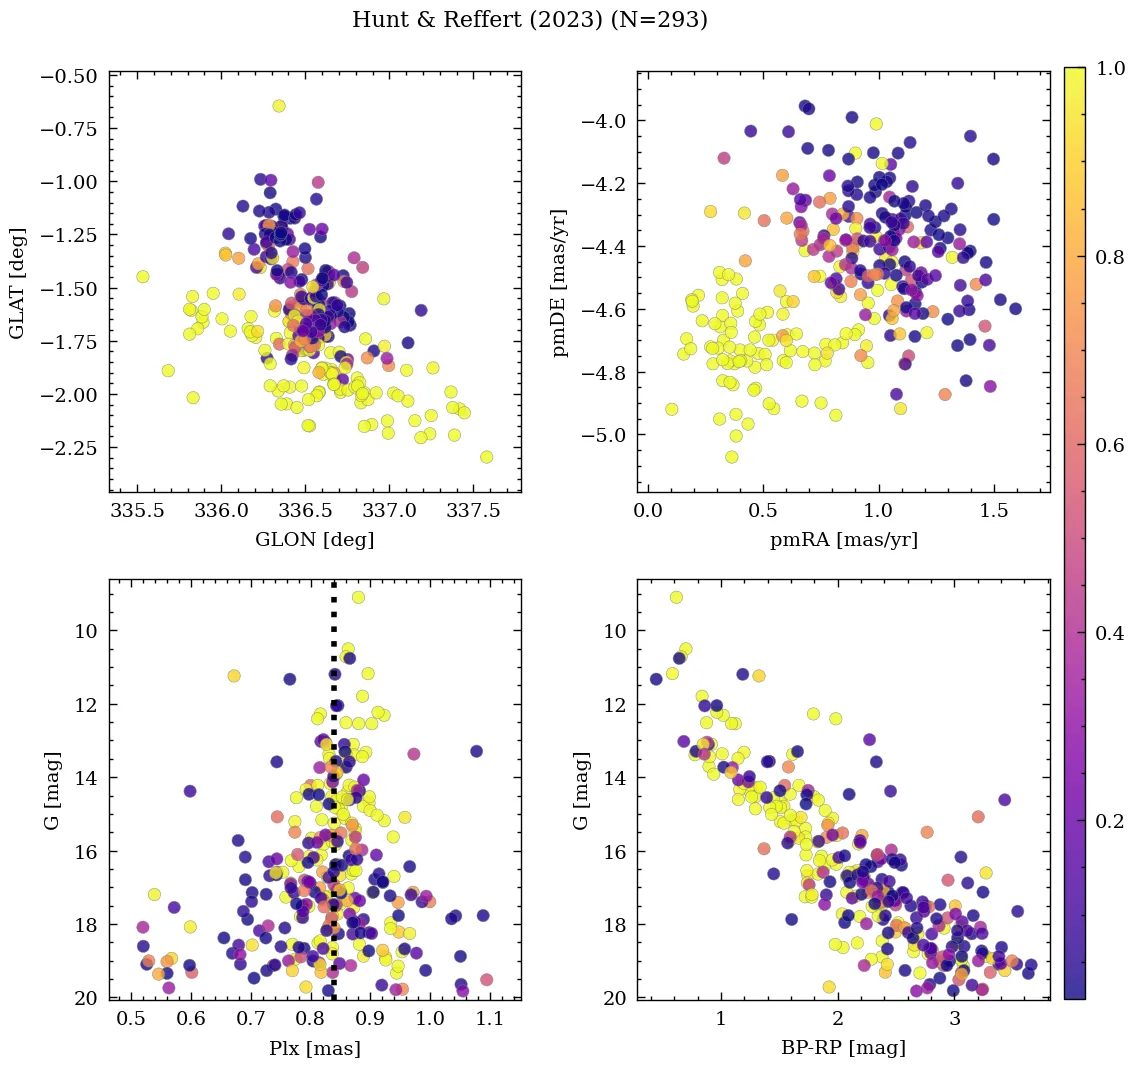 Hunt & Reffert (2023) (N=293)
−0.50
−0.75
−1.00
−1.25
−1.50
−1.75
−2.00
−2.25
GLAT [deg]
335.5 336.0 336.5 337.0 337.5
GLON [deg]
−4.0
−4.2
−4.4
−4.6
−4.8
−5.0
pmDE [mas/yr]
0.0 0.5 1.0 1.5
pmRA [mas/yr]
1.0
0.8
0.6
0.4
0.2
10
12
14
16
18
20
G [mag]
0.5 0.6 0.7 0.8 0.9 1.0 1.1
Plx [mas]
10
12
14
16
18
20
G [mag]
1 2 3
BP-RP [mag]